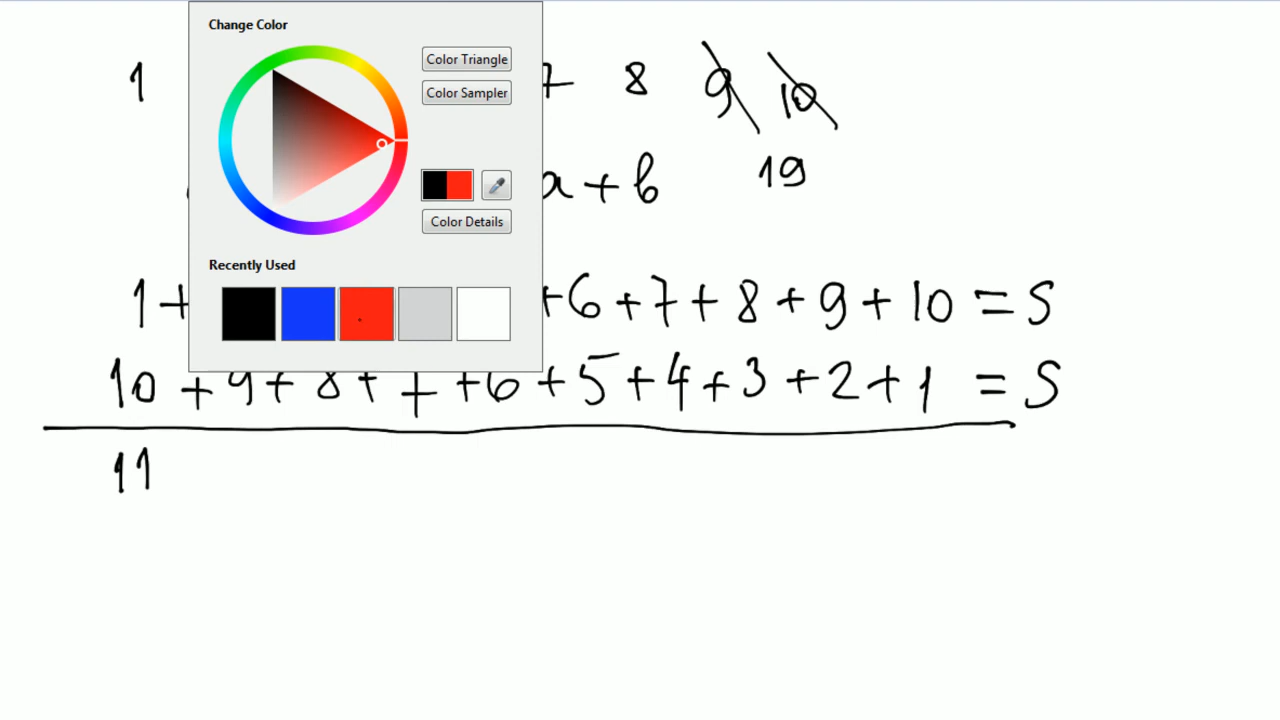 Change Color
Color Triangle
Color Sampler
Color Details
Recently Used
1 7 8 9 10
a + b 19
1 + + 6 + 7 + 8 + 9 + 10 = S
10 + 9 + 8 + 7 + 6 + 5 + 4 + 3 + 2 + 1 = S
11